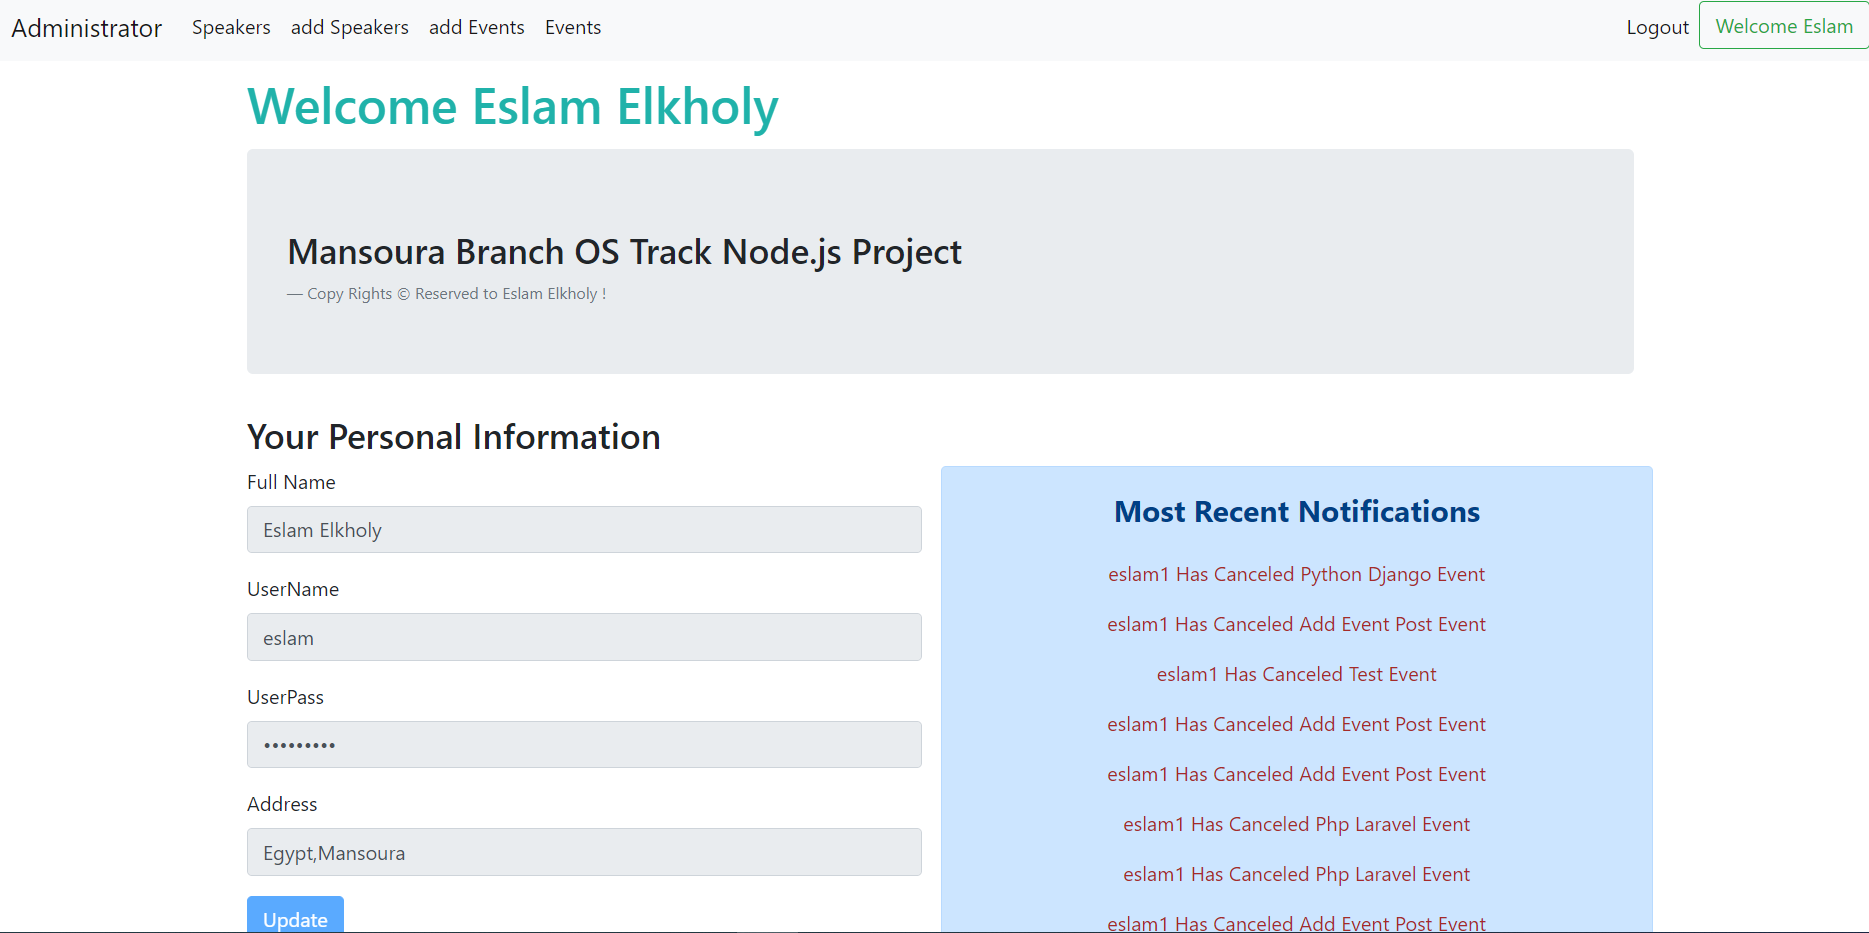 Administrator Speakers add Speakers add Events Events Logout Welcome Eslam
Welcome Eslam Elkholy
Mansoura Branch OS Track Node.js Project
— Copy Rights © Reserved to Eslam Elkholy !
Your Personal Information
Full Name
Eslam Elkholy
UserName
eslam
UserPass
•••••••••
Address
Egypt,Mansoura
Update
Most Recent Notifications
eslam1 Has Canceled Python Django Event
eslam1 Has Canceled Add Event Post Event
eslam1 Has Canceled Test Event
eslam1 Has Canceled Add Event Post Event
eslam1 Has Canceled Add Event Post Event
eslam1 Has Canceled Php Laravel Event
eslam1 Has Canceled Php Laravel Event
eslam1 Has Canceled Add Event Post Event